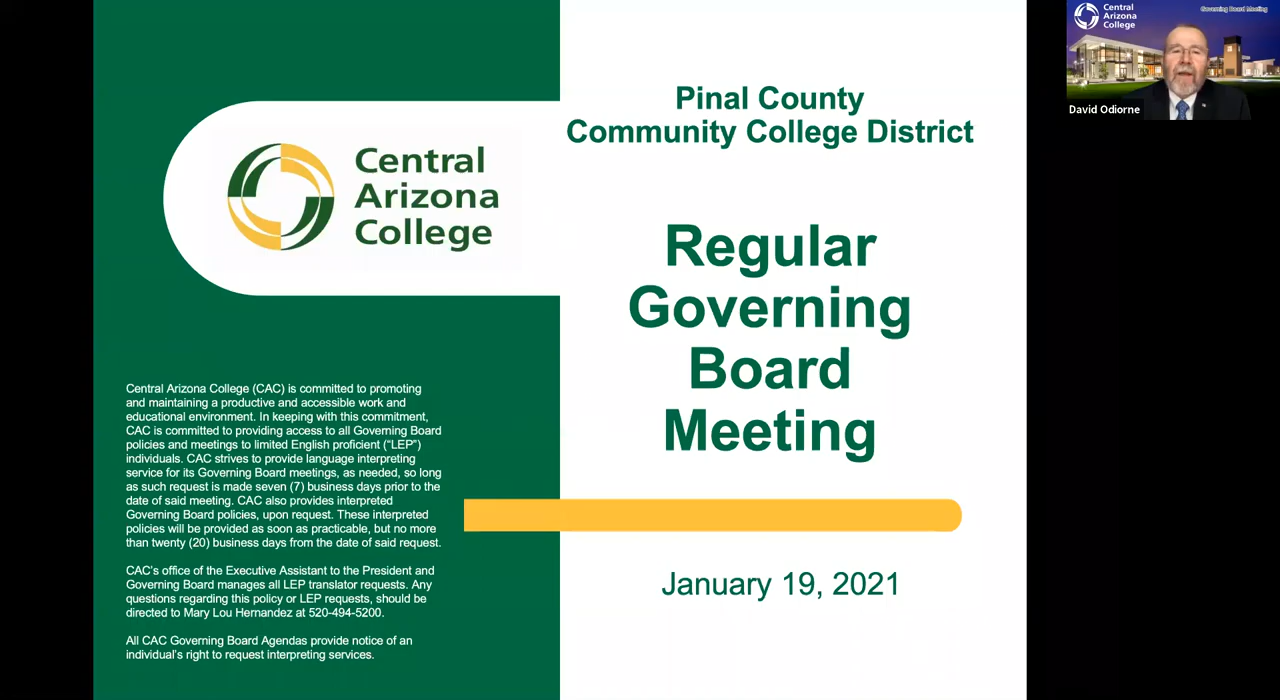 Central
Arizona
College
Central Arizona College (CAC) is committed to promoting
and maintaining a productive and accessible work and
educational environment. In keeping with this commitment,
CAC is committed to providing access to all Governing Board
policies and meetings to limited English proficient (“LEP”)
individuals. CAC strives to provide language interpreting
service for its Governing Board meetings, as needed, so long
as such request is made seven (7) business days prior to the
date of said meeting. CAC also provides interpreted
Governing Board policies, upon request. These interpreted
policies will be provided as soon as practicable, but no more
than twenty (20) business days from the date of said request.
CAC’s office of the Executive Assistant to the President and
Governing Board manages all LEP translator requests. Any
questions regarding this policy or LEP requests, should be
directed to Mary Lou Hernandez at 520-494-5200.
All CAC Governing Board Agendas provide notice of an
individual’s right to request interpreting services.
Pinal County
Community College District
Regular
Governing
Board
Meeting
January 19, 2021
Central
Arizona
College
Governing Board Meeting
David Odiorne